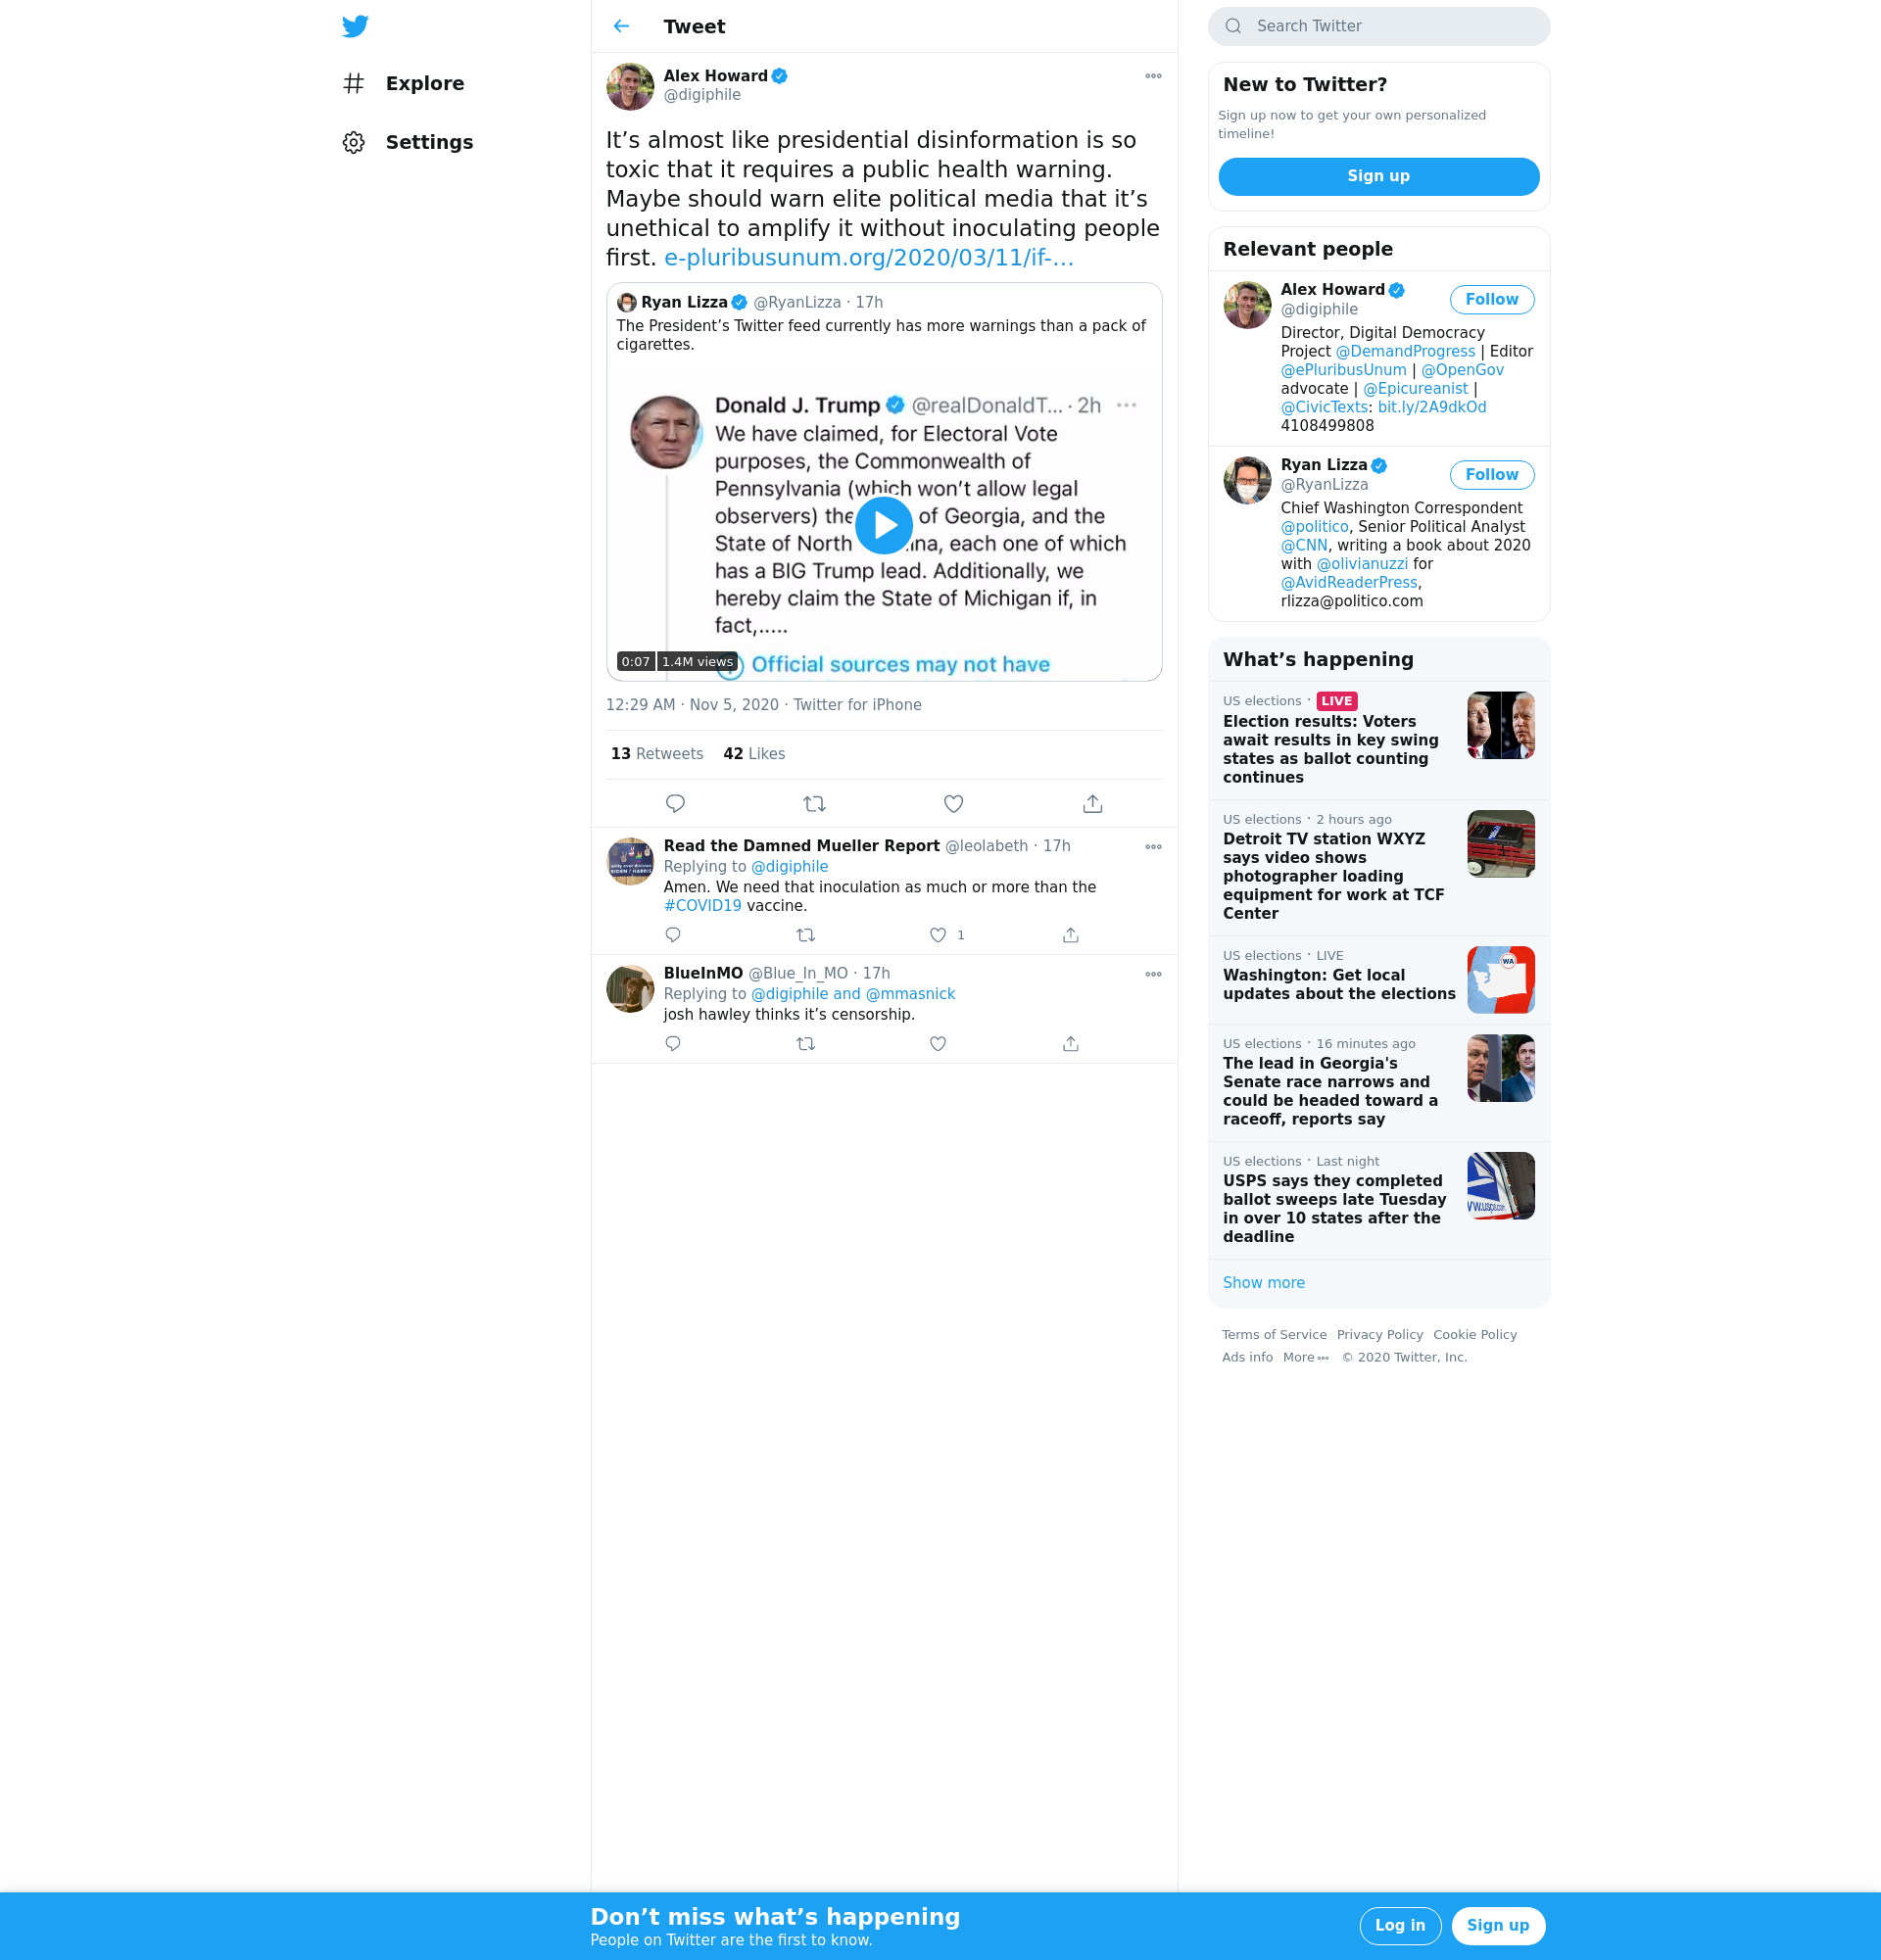 Explore
Settings
Tweet
Alex Howard
@digiphile
It’s almost like presidential disinformation is so
toxic that it requires a public health warning.
Maybe should warn elite political media that it’s
unethical to amplify it without inoculating people
first. e-pluribusunum.org/2020/03/11/if-…
Ryan Lizza @RyanLizza · 17h
The President’s Twitter feed currently has more warnings than a pack of
cigarettes.
Donald J. Trump @realDonaldT... · 2h
We have claimed, for Electoral Vote
purposes, the Commonwealth of
Pennsylvania (which won’t allow legal
observers) the of Georgia, and the
State of North ina, each one of which
has a BIG Trump lead. Additionally, we
hereby claim the State of Michigan if, in
fact,.....
Official sources may not have
0:07 1.4M views
12:29 AM · Nov 5, 2020 · Twitter for iPhone
13 Retweets 42 Likes
Read the Damned Mueller Report @leolabeth · 17h
Replying to @digiphile
Amen. We need that inoculation as much or more than the
#COVID19 vaccine.
1
BlueInMO @Blue_In_MO · 17h
Replying to @digiphile and @mmasnick
josh hawley thinks it’s censorship.
Search Twitter
New to Twitter?
Sign up now to get your own personalized
timeline!
Sign up
Relevant people
Alex Howard
@digiphile
Follow
Director, Digital Democracy
Project @DemandProgress | Editor
@ePluribusUnum | @OpenGov
advocate | @Epicureanist |
@CivicTexts: bit.ly/2A9dkOd
4108499808
Ryan Lizza
@RyanLizza
Follow
Chief Washington Correspondent
@politico, Senior Political Analyst
@CNN, writing a book about 2020
with @olivianuzzi for
@AvidReaderPress,
rlizza@politico.com
What’s happening
US elections · LIVE
Election results: Voters
await results in key swing
states as ballot counting
continues
US elections · 2 hours ago
Detroit TV station WXYZ
says video shows
photographer loading
equipment for work at TCF
Center
US elections · LIVE
Washington: Get local
updates about the elections
WA
US elections · 16 minutes ago
The lead in Georgia's
Senate race narrows and
could be headed toward a
raceoff, reports say
US elections · Last night
USPS says they completed
ballot sweeps late Tuesday
in over 10 states after the
deadline
Show more
Terms of Service Privacy Policy Cookie Policy
Ads info More © 2020 Twitter, Inc.
Don’t miss what’s happening
People on Twitter are the first to know.
Log in
Sign up